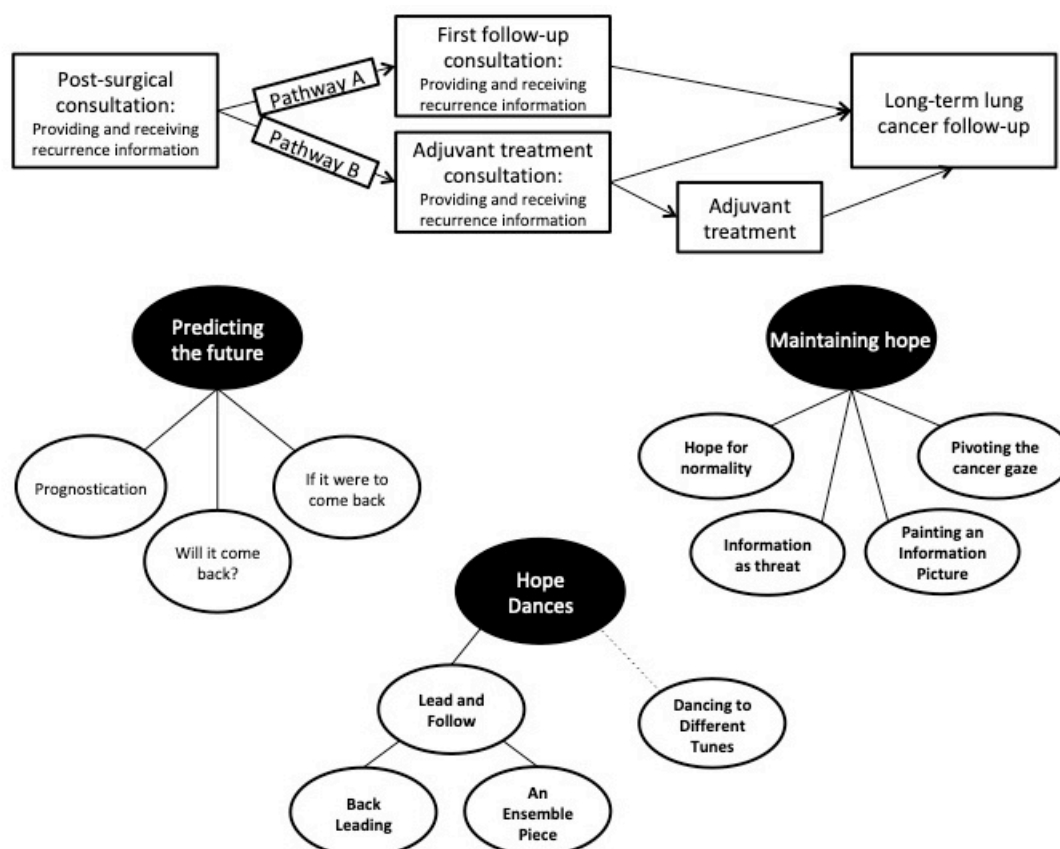 Post-surgical
consultation:
Providing and receiving
recurrence information
Pathway A
Pathway B
First follow-up
consultation:
Providing and receiving
recurrence information
Adjuvant treatment
consultation:
Providing and receiving
recurrence information
Adjuvant
treatment
Long-term lung
cancer follow-up
Predicting
the future
Prognostication
Will it come
back?
If it were to
come back
Maintaining hope
Hope for
normality
Information
as threat
Painting an
Information
Picture
Pivoting the
cancer gaze
Hope
Dances
Lead and
Follow
Dancing to
Different
Tunes
Back
Leading
An
Ensemble
Piece